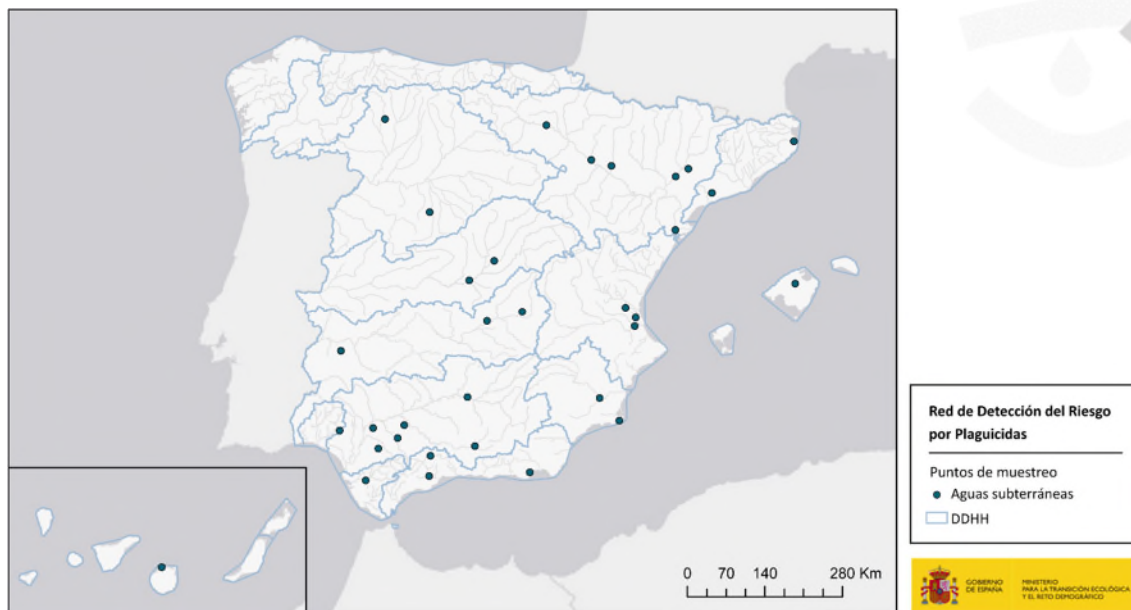 Red de Detección del Riesgo
por Plaguicidas
Puntos de muestreo
Aguas subterráneas
DDHH
0 70 140 280 Km
GOBIERNO
DE ESPAÑA
MINISTERIO
PARA LA TRANSICIÓN ECOLÓGICA
Y EL RETO DEMOGRÁFICO